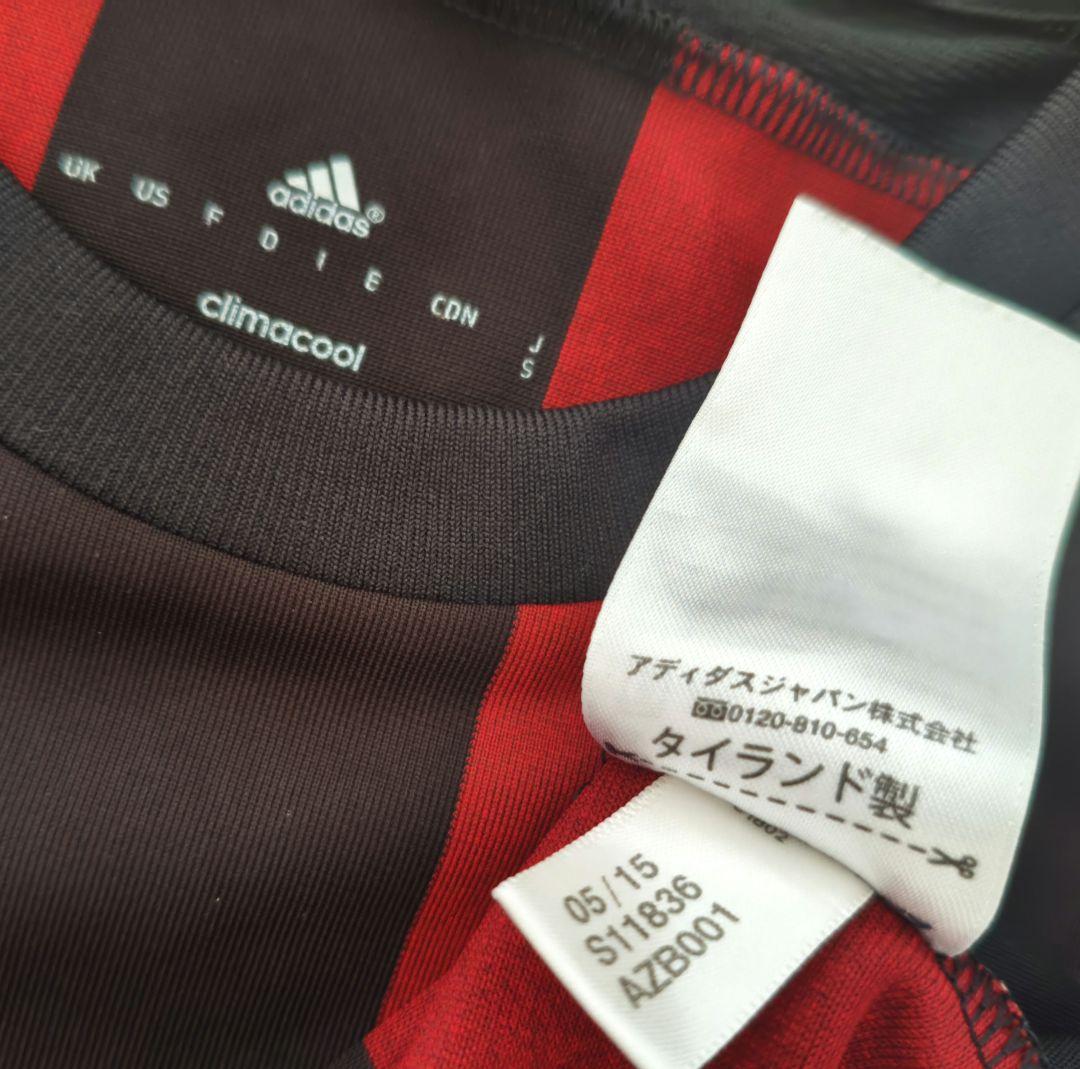 adidas®
UK US F D I E CDN J
S
climacool
アディダスジャパン株式会社
0120-810-654
タイランド製
05/15
S11836
AZB001